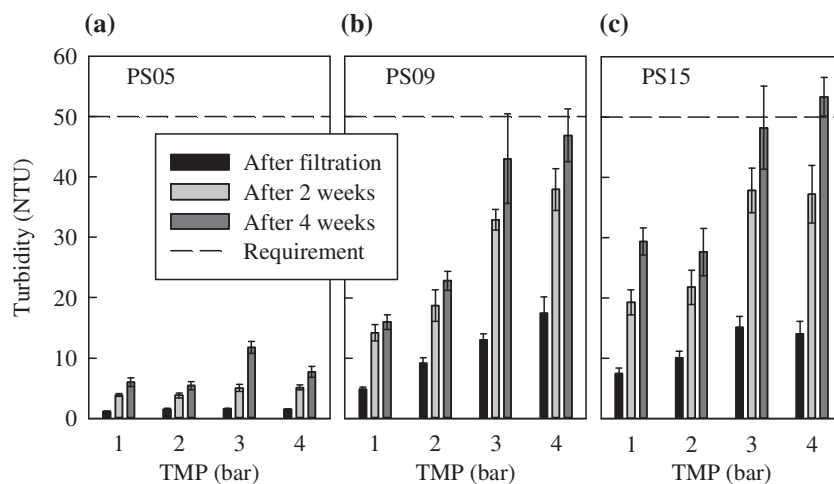 (a) (b) (c)
60
PS05 PS09 PS15
50
After filtration
40
After 2 weeks
After 4 weeks
30
Requirement
20
10
0
Turbidity (NTU)
1 2 3 4 1 2 3 4 1 2 3 4
TMP (bar) TMP (bar) TMP (bar)